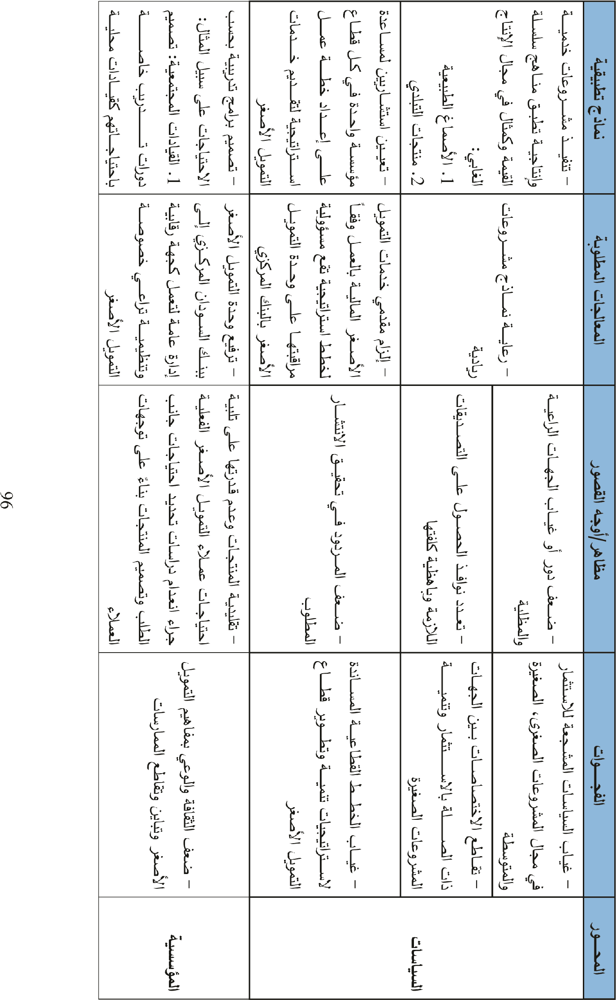 المحــور
الفجــوات
مظاهر/أوجه القصور
المعالجات المطلوبة
نماذج تطبيقية
السياسات
– غياب السياسات المشجعة للاستثمار
في مجال المشروعات الصغرى، الصغيرة
والمتوسطة
– ضعف دور أو غياب الجهات الراعية
والمظلية
– رعاية نماذج مشروعات
ريادية
– تنفيذ مشروعات خدمية
وإنتاجية تطبق مناهج سلسلة
القيمة وكمثال في مجال الإنتاج
الغابي:
1. الأصماغ الطبيعية
2. منتجات التبلدي
– تقاطع الاختصاصات بين الجهات
ذات الصلة بالاستثمار وتنمية
المشروعات الصغيرة
– تعدد نوافذ الحصول على التصديقات
اللازمة وباهظية كلفتها
– غياب الخطط القطاعية المساندة
لاستراتيجيات تنمية وتطوير قطاع
التمويل الأصغر
– ضعف المردود في تحقيق الانتشار
المطلوب
– إلزام مقدمي خدمات التمويل
الأصغر المالية بالعمل وفقاً
لخطط استراتيجية تقع مسؤولية
مراقبتها على وحدة التمويل
الأصغر بالبنك المركزي
– تعيين استشاريين لمساعدة
مؤسسة واحدة في كل قطاع
على إعداد خطة عمل
استراتيجية لتقديم خدمات
التمويل الأصغر
المؤسسية
– ضعف الثقافة والوعي بمفاهيم التمويل
الأصغر وتباين وتقاطع الممارسات
– تقليدية المنتجات وعدم قدرتها على تلبية
احتياجات عملاء التمويل الأصغر الفعلية
جراء انعدام دراسات تحديد احتياجات جانب
الطلب وتصميم المنتجات بناءً على توجهات
العملاء
– ترفيع وحدة التمويل الأصغر
ببنك السودان المركزي إلى
إدارة عامة لتعمل كجهة رقابية
وتنظيمية تراعي خصوصة
التمويل الأصغر
– تصميم برامج تدريبية بحسب
الاحتياجات على سبيل المثال:
1. القيادات المجتمعية: تصميم
دورات تدريب خاصة
باحتياجاتهم كقيادات محلية
96